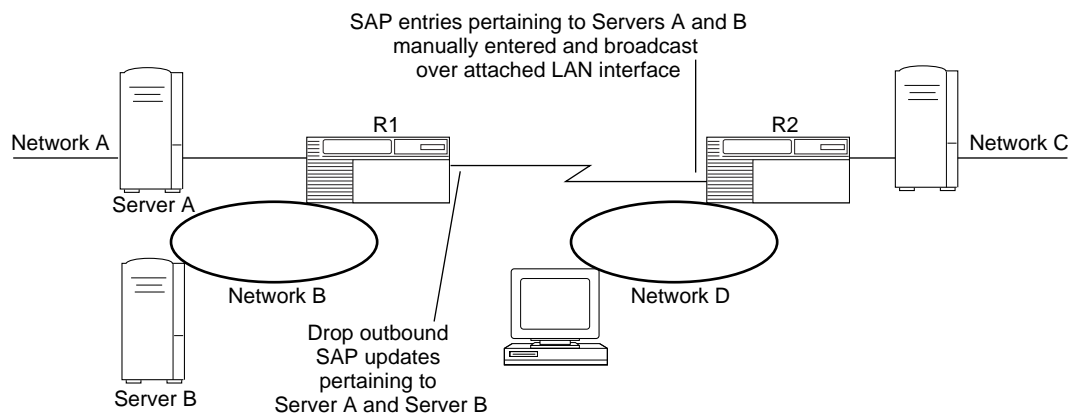 SAP entries pertaining to Servers A and B
manually entered and broadcast
over attached LAN interface
R1
R2
Network A
Network C
Server A
Network B
Network D
Drop outbound
SAP updates
pertaining to
Server A and Server B
Server B